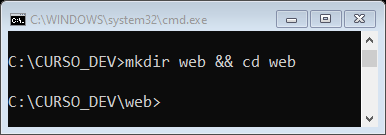 C:\WINDOWS\system32\cmd.exe
C:\CURSO_DEV>mkdir web && cd web
C:\CURSO_DEV\web>